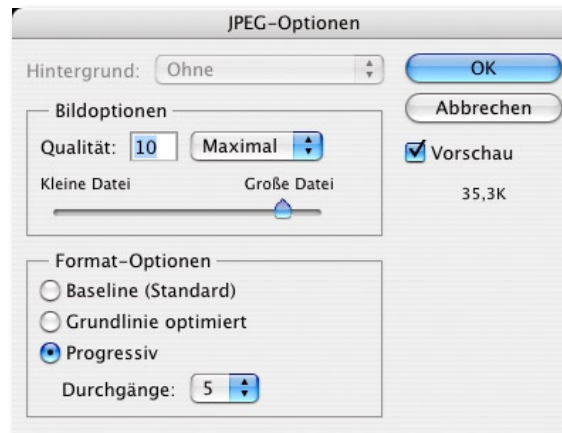 JPEG-Optionen
Hintergrund: Ohne
OK
Abbrechen
Vorschau
35,3K
Bildoptionen
Qualität: 10 Maximal
Kleine Datei Große Datei
Format-Optionen
Baseline (Standard)
Grundlinie optimiert
Progressiv
Durchgänge: 5